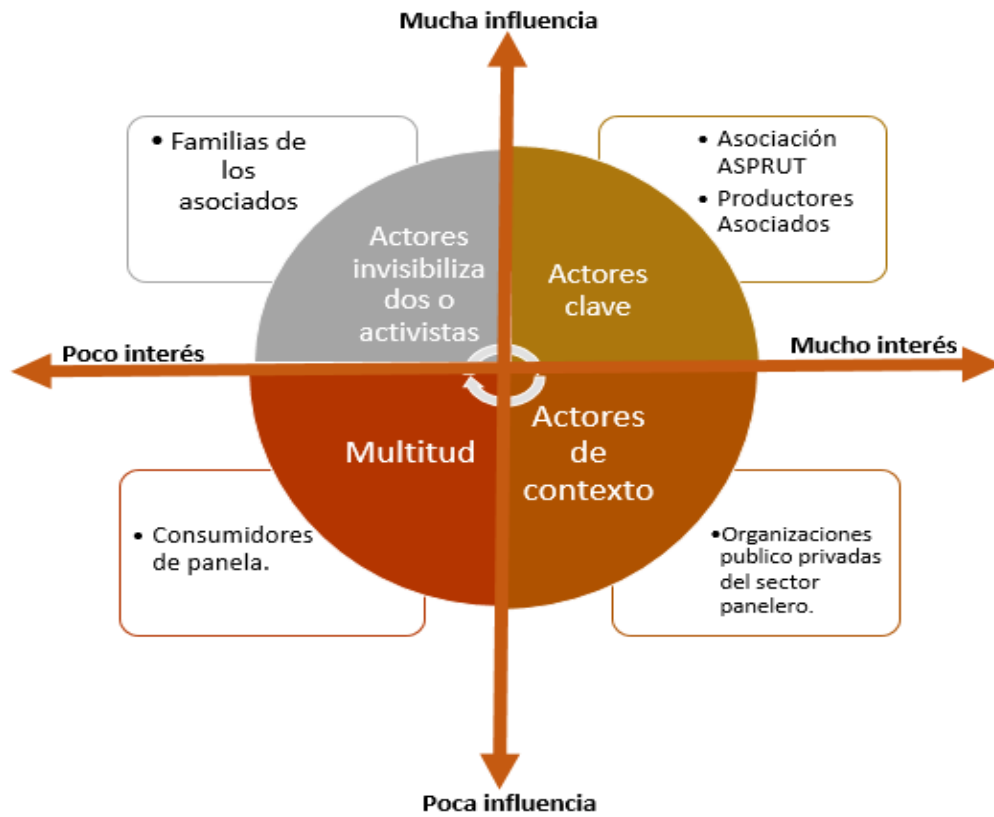 Mucha influencia
• Familias de
los
asociados
• Asociación
ASPRUT
• Productores
Asociados
Actores
invisibiliza
dos o
activistas
Actores
clave
Poco interés
Mucho interés
Multitud
Actores
de
contexto
• Consumidores
de panela.
•Organizaciones
publico privadas
del sector
panelero.
Poca influencia